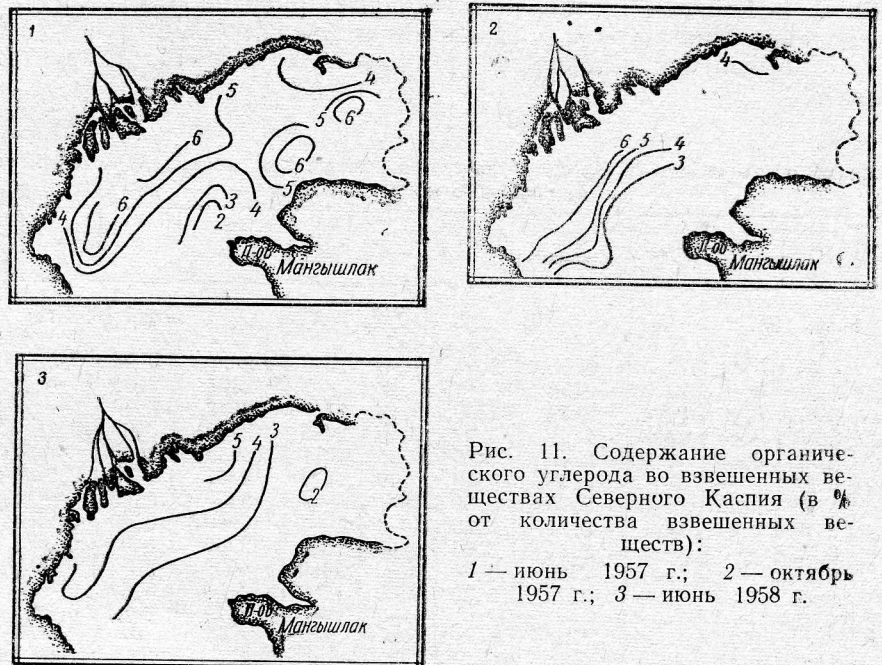 1
4
5
5
6
6
5
6
4
6
3
2
4
5
П-ов
Мангышлак
2
4
6 5 4
3
П-ов
Мангышлак
3
5 4 3
2
П-ов
Мангышлак
Рис. 11. Содержание органиче-
ского углерода во взвешенных ве-
ществах Северного Каспия (в %
от количества взвешенных ве-
ществ):
1 — июнь 1957 г.; 2 — октябрь
1957 г.; 3 — июнь 1958 г.